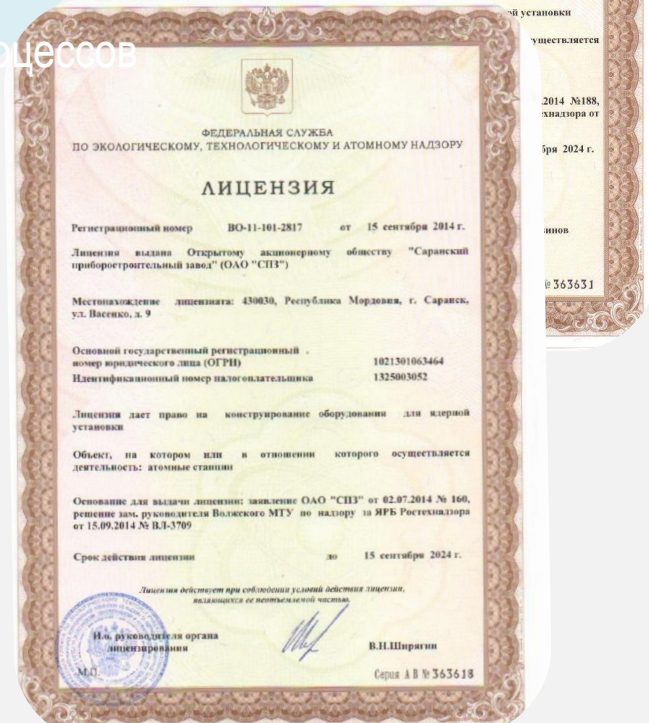 оцессов
ФЕДЕРАЛЬНАЯ СЛУЖБА
ПО ЭКОЛОГИЧЕСКОМУ, ТЕХНОЛОГИЧЕСКОМУ И АТОМНОМУ НАДЗОРУ
ЛИЦЕНЗИЯ
Регистрационный номер ВО-11-101-2817 от 15 сентября 2014 г.
Лицензия выдана Открытому акционерному обществу "Саранский
приборостроительный завод" (ОАО "СПЗ")
Местонахождение лицензиата: 430030, Республика Мордовия, г. Саранск,
ул. Васенко, д. 9
Основной государственный регистрационный
номер юридического лица (ОГРН) 1021301063464
Идентификационный номер налогоплательщика 1325003052
Лицензия дает право на конструирование оборудования для ядерной
установки
Объект, на котором или в отношении которого осуществляется
деятельность: атомные станции
Основание для выдачи лицензии: заявление ОАО "СПЗ" от 02.07.2014 № 160,
решение зам. руководителя Волжского МТУ по надзору за ЯРБ Ростехнадзора
от 15.09.2014 № ВЛ-3709
Срок действия лицензии до 15 сентября 2024 г.
Лицензия действует при соблюдении условий действия лицензии,
являющихся ее неотъемлемой частью.
И.о. руководителя органа
лицензирования В.Н.Ширягин
М.П.
Серия А В № 363618
ой установки
уществляется
.2014 №188,
ехнадзора от
бря 2024 г.
винов
№ 363631